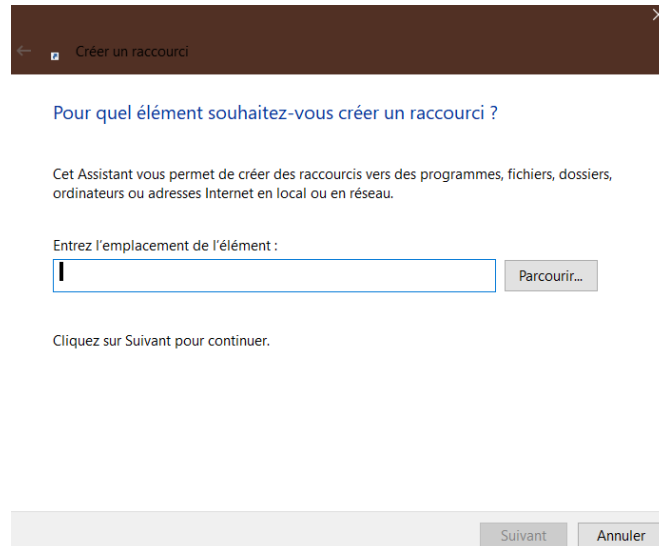 Créer un raccourci
Pour quel élément souhaitez-vous créer un raccourci ?
Cet Assistant vous permet de créer des raccourcis vers des programmes, fichiers, dossiers,
ordinateurs ou adresses Internet en local ou en réseau.
Entrez l'emplacement de l'élément :
Parcourir...
Cliquez sur Suivant pour continuer.
Suivant
Annuler